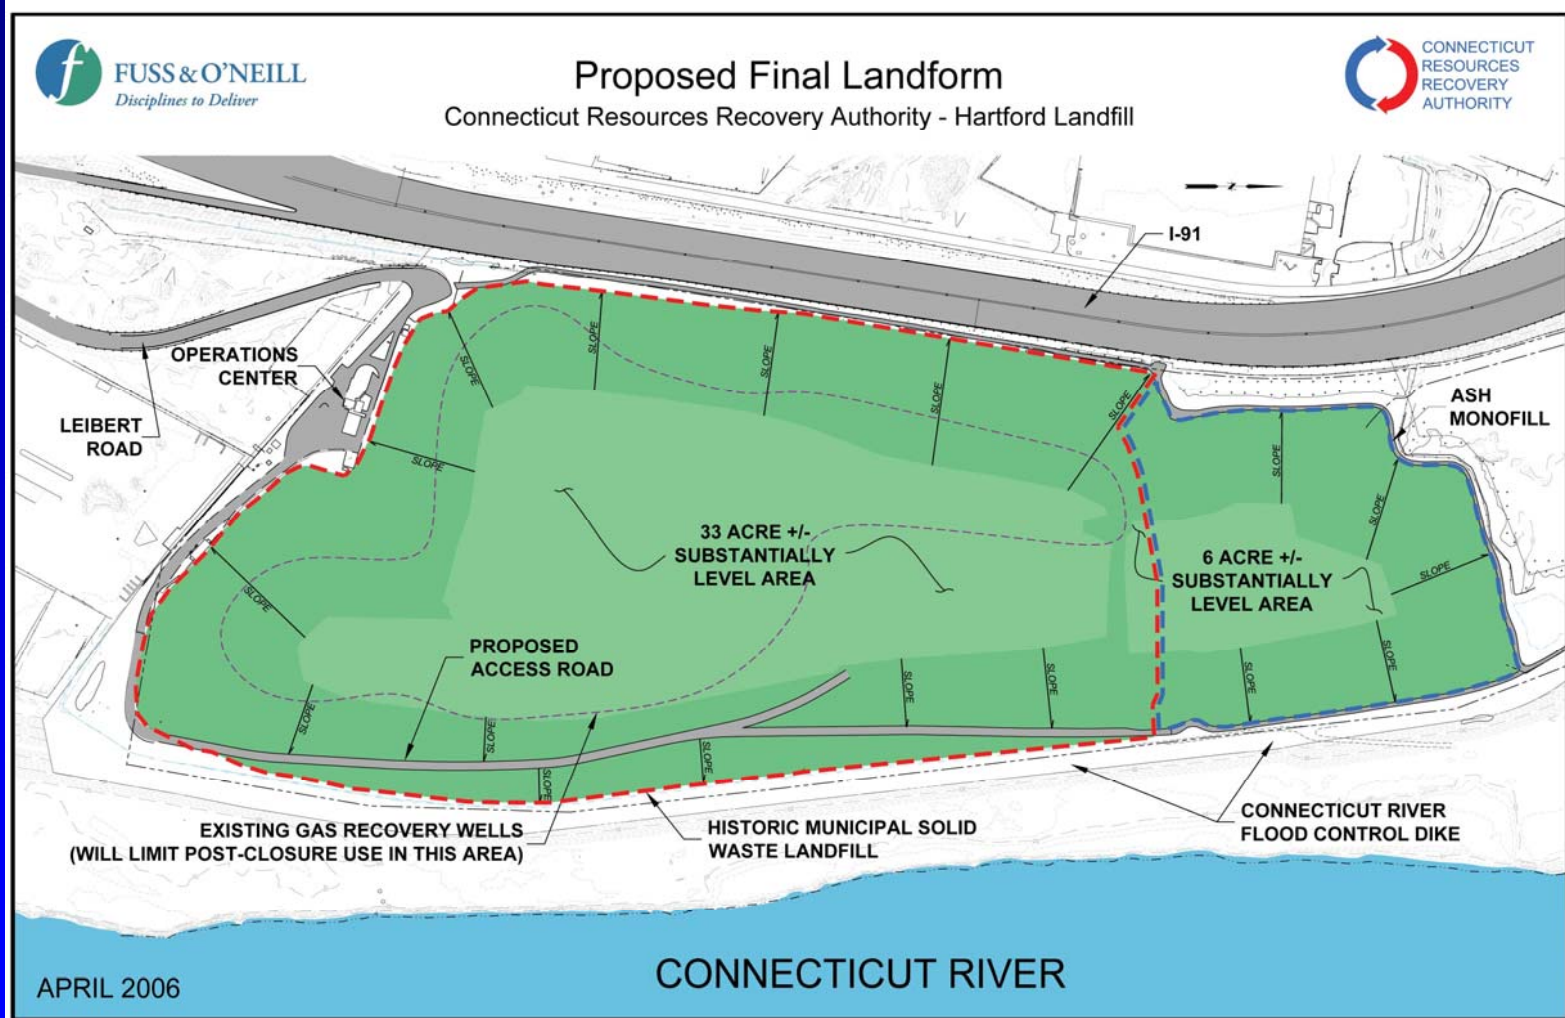 FUSS & O'NEILL
Disciplines to Deliver
Proposed Final Landform
Connecticut Resources Recovery Authority - Hartford Landfill
CONNECTICUT
RESOURCES
RECOVERY
AUTHORITY
I-91
OPERATIONS
CENTER
LEIBERT
ROAD
ASH
MONOFILL
SLOPE
SLOPE
SLOPE
SLOPE
SLOPE
SLOPE
SLOPE
SLOPE
SLOPE
33 ACRE +/-
SUBSTANTIALLY
LEVEL AREA
6 ACRE +/-
SUBSTANTIALLY
LEVEL AREA
SLOPE
SLOPE
PROPOSED
ACCESS ROAD
SLOPE
SLOPE
SLOPE
SLOPE
SLOPE
SLOPE
SLOPE
SLOPE
EXISTING GAS RECOVERY WELLS
(WILL LIMIT POST-CLOSURE USE IN THIS AREA)
HISTORIC MUNICIPAL SOLID
WASTE LANDFILL
CONNECTICUT RIVER
FLOOD CONTROL DIKE
CONNECTICUT RIVER
APRIL 2006